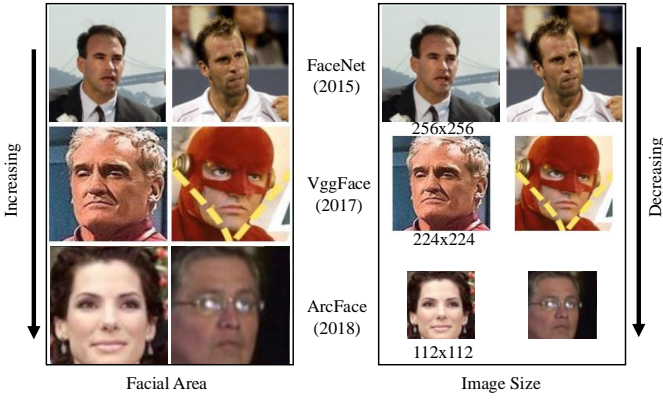 FaceNet
(2015)
256x256
Increasing
VggFace
(2017)
Decreasing
224x224
ArcFace
(2018)
112x112
Facial Area
Image Size